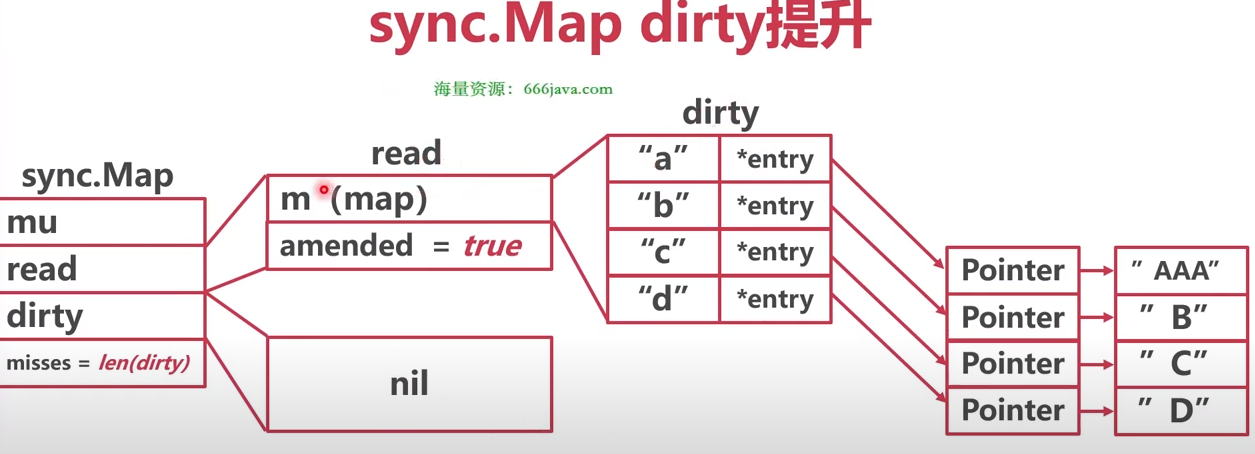 sync.Map dirty提升
海量资源：666java.com
sync.Map
mu
read
dirty
misses = len(dirty)
read
m (map)
amended = true
nil
dirty
“a” *entry
“b” *entry
“c” *entry
“d” *entry
Pointer ” AAA”
Pointer ” B”
Pointer ” C”
Pointer ” D”